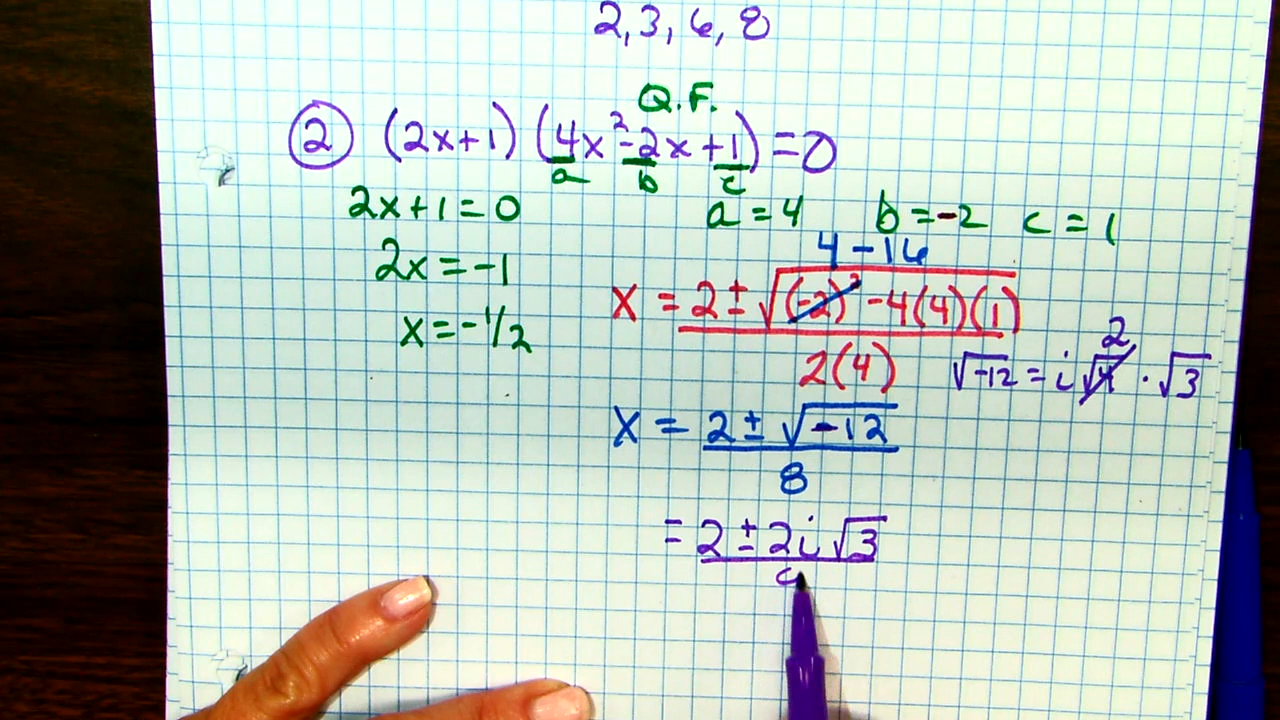 2, 3, 6, 8
Q.F.
② (2x+1) (4x²-2x+1) = 0
a b c
2x+1 = 0
a = 4 b = -2 c = 1
2x = -1
4 - 16
x = 2 ± √(-2)² - 4(4)(1)
x = -1/2
2
2(4)
√-12 = i √4 · √3
x = 2 ± √-12
8
= 2 ± 2i √3